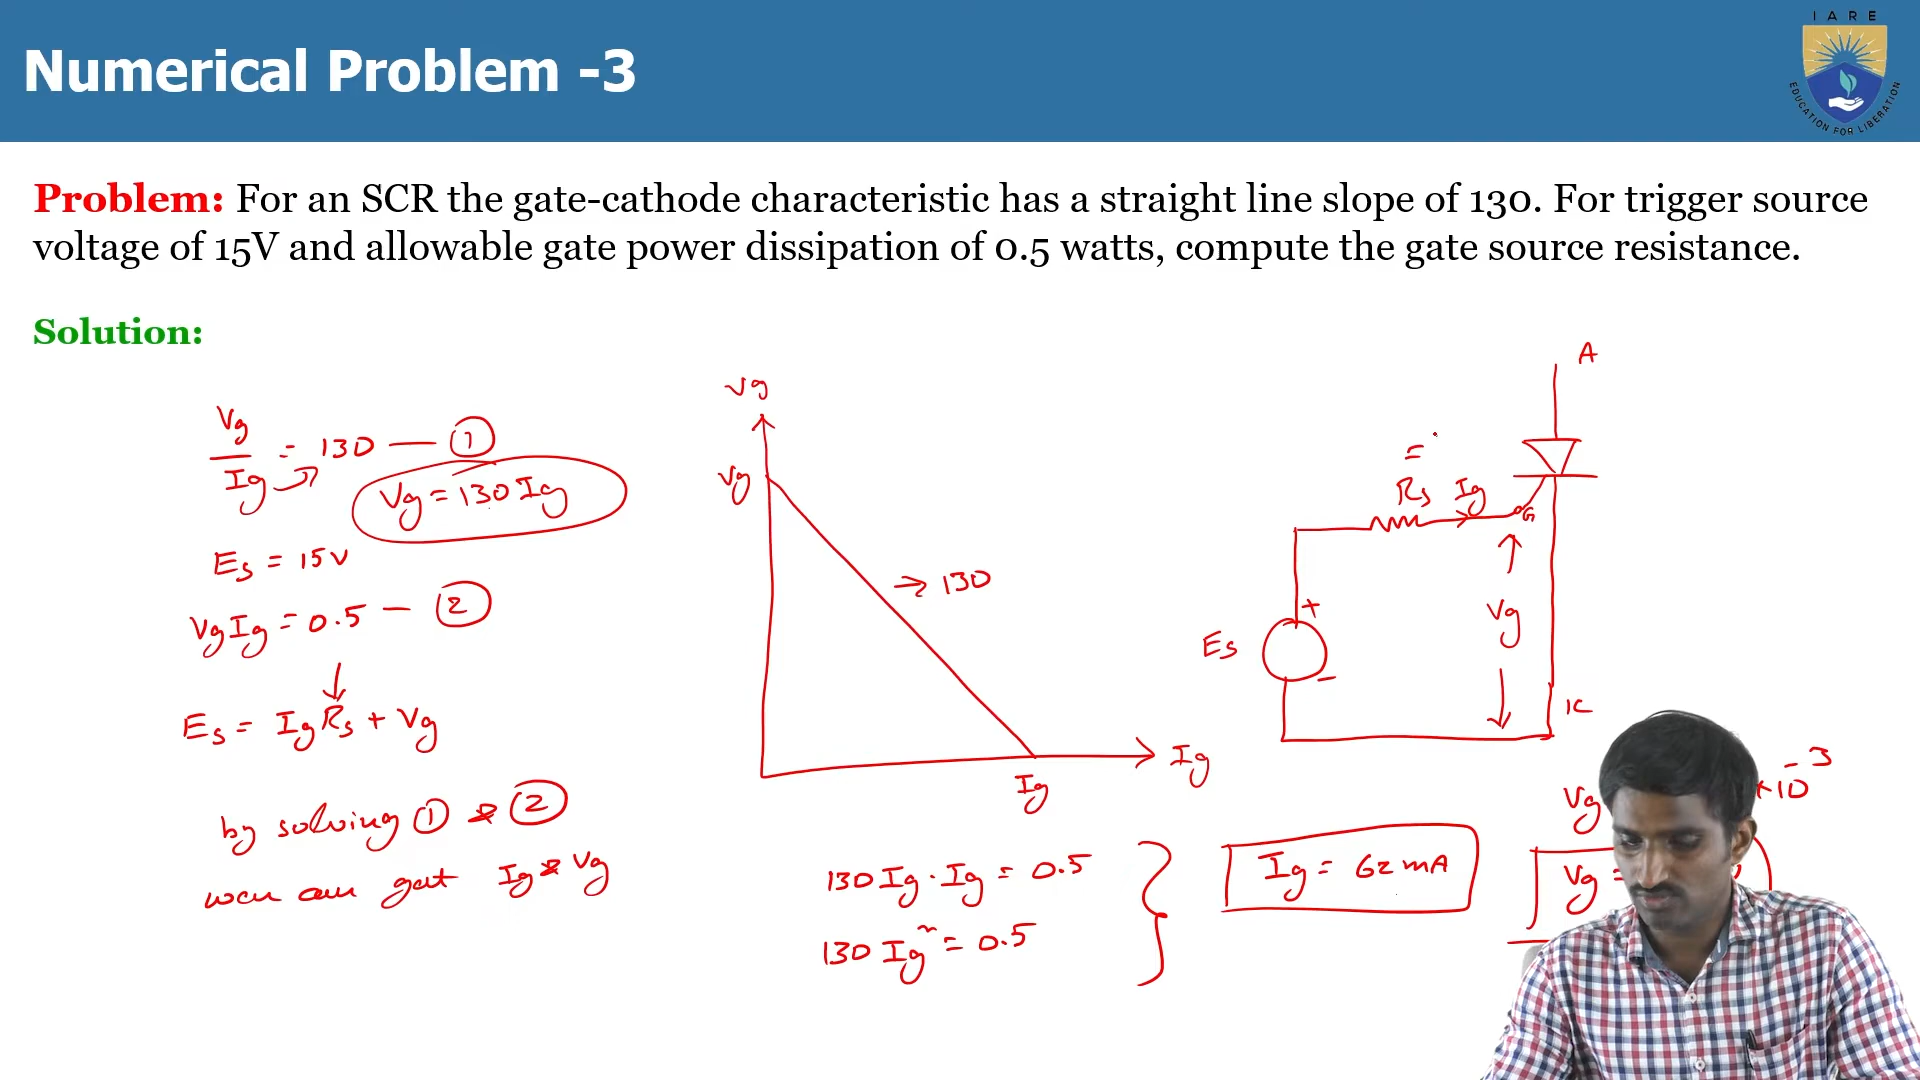 Numerical Problem -3
I A R E
EDUCATION FOR LIBERATION
Problem: For an SCR the gate-cathode characteristic has a straight line slope of 130. For trigger source
voltage of 15V and allowable gate power dissipation of 0.5 watts, compute the gate source resistance.
Solution:
Vg/Ig = 130 — 1
Vg = 130 Ig
Es = 15V
VgIg = 0.5 — 2
Es = IgRs + Vg
by solving 1 & 2
can get Ig & Vg
Vg
Vg
→ 130
Ig
Ig
130 Ig . Ig = 0.5
130 Ig² = 0.5
A
=
Rs Ig
G
+
Vg
Es
-
K
Ig = 62 mA
Vg ×10⁻³
Vg =